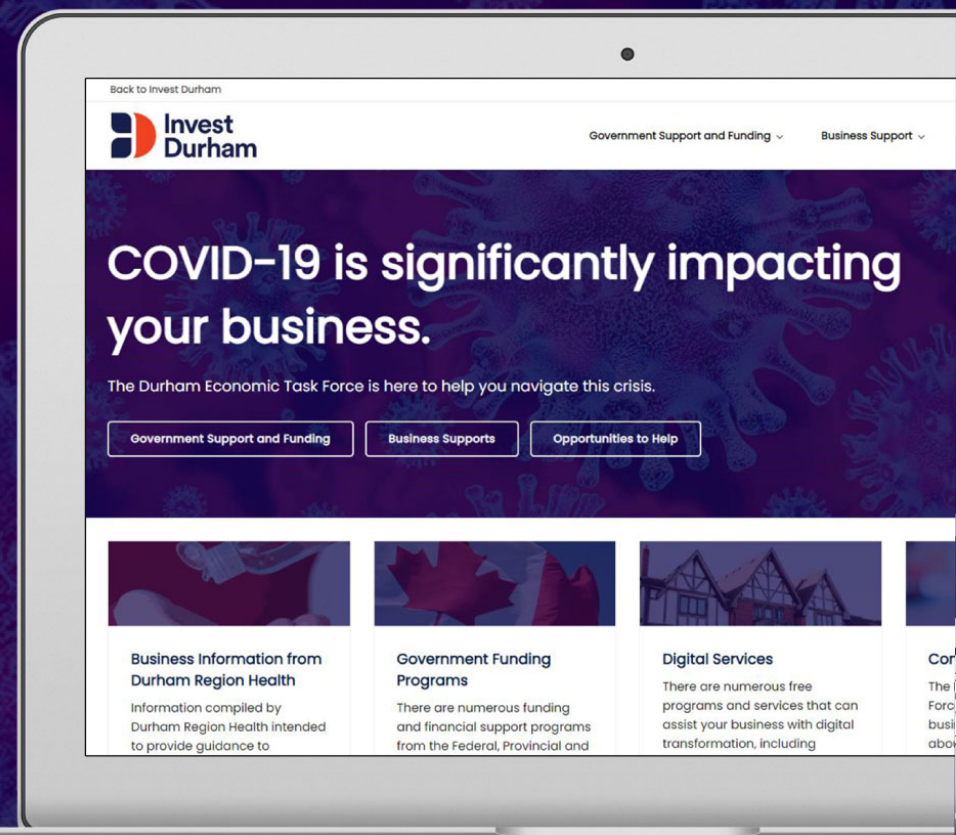 Back to Invest Durham
Invest
Durham
Government Support and Funding
Business Support
COVID-19 is significantly impacting
your business.
The Durham Economic Task Force is here to help you navigate this crisis.
Government Support and Funding
Business Supports
Opportunities to Help
Business Information from
Durham Region Health
Information compiled by
Durham Region Health intended
to provide guidance to
Government Funding
Programs
There are numerous funding
and financial support programs
from the Federal, Provincial and
Digital Services
There are numerous free
programs and services that can
assist your business with digital
transformation, including
The